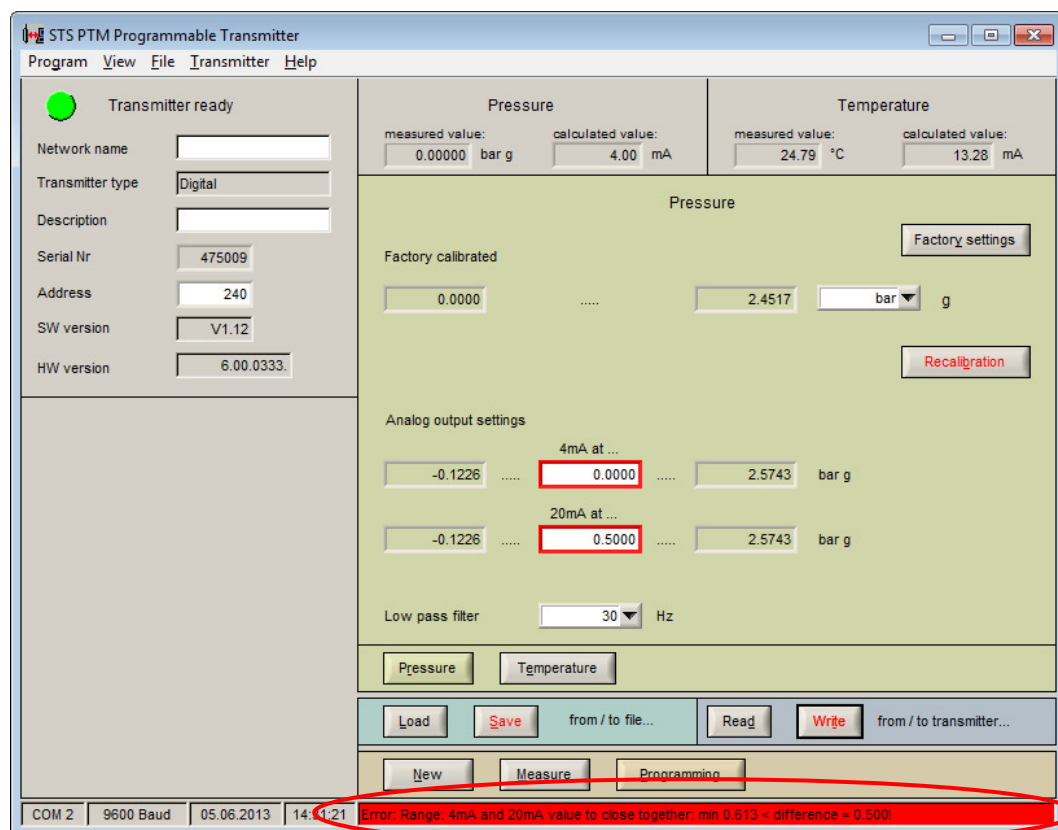 STS PTM Programmable Transmitter
Program View File Transmitter Help
Transmitter ready
Network name
Transmitter type Digital
Description
Serial Nr 475009
Address 240
SW version V1.12
HW version 6.00.0333.
Pressure
measured value: calculated value:
0.00000 bar g 4.00 mA
Temperature
measured value: calculated value:
24.79 °C 13.28 mA
Pressure
Factory settings
Factory calibrated
0.0000 ..... 2.4517 bar g
Recalibration
Analog output settings
4mA at ...
-0.1226 ..... 0.0000 ..... 2.5743 bar g
20mA at ...
-0.1226 ..... 0.5000 ..... 2.5743 bar g
Low pass filter 30 Hz
Pressure Temperature
Load Save from / to file... Read Write from / to transmitter...
New Measure Programming
COM 2 9600 Baud 05.06.2013 14:31:21 Error: Range: 4mA and 20mA value to close together: min 0.613 < difference = 0.500!